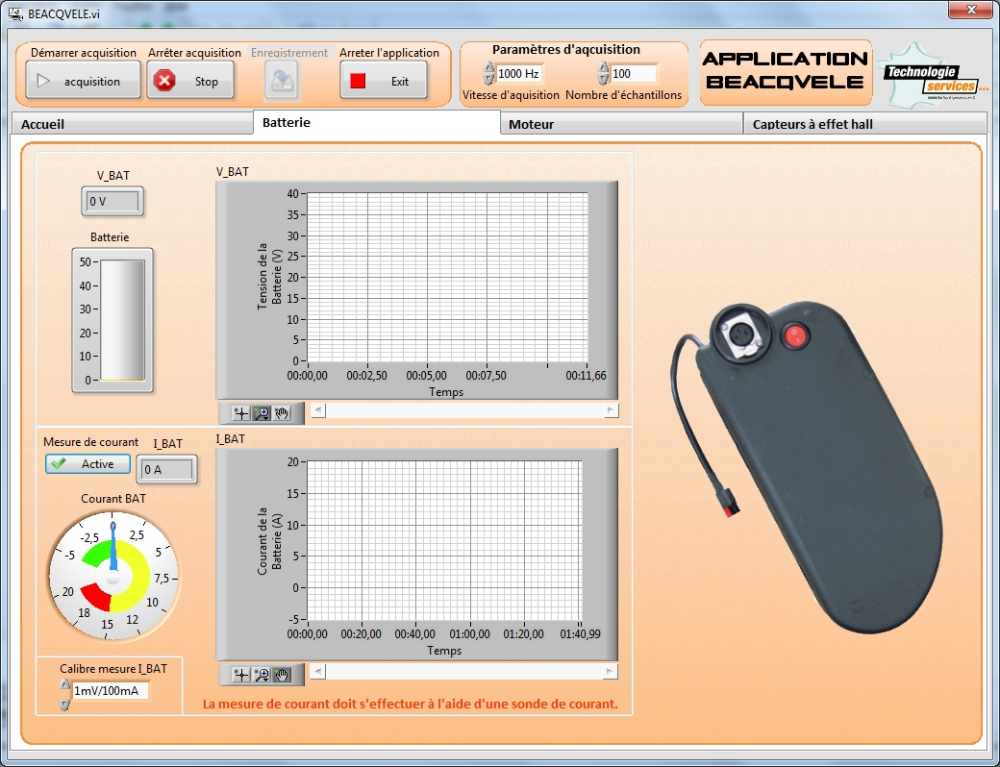 BEACQVELE.vi
Démarrer acquisition Arrêter acquisition Enregistrement Arreter l'application
acquisition Stop Exit
Paramètres d'aqcuisition
1000 Hz 100
Vitesse d'aquisition Nombre d'échantillons
APPLICATION
BEACQVELE
Technologie
services...
Accueil Batterie Moteur Capteurs à effet hall
V_BAT
0 V
Batterie
50
40
30
20
10
0
V_BAT
Tension de la
Batterie (V)
40
35
30
25
20
15
10
5
0
00:00,00 00:02,50 00:05,00 00:07,50 00:11,66
Temps
Mesure de courant I_BAT
Active 0 A
Courant BAT
-5 -2,5 0 2,5 5 7,5 10 12 15 18 20
Calibre mesure I_BAT
1mV/100mA
I_BAT
Courant de la
Batterie (A)
20
15
10
5
0
-5
00:00,00 00:20,00 00:40,00 01:00,00 01:20,00 01:40,99
Temps
La mesure de courant doit s'effectuer à l'aide d'une sonde de courant.